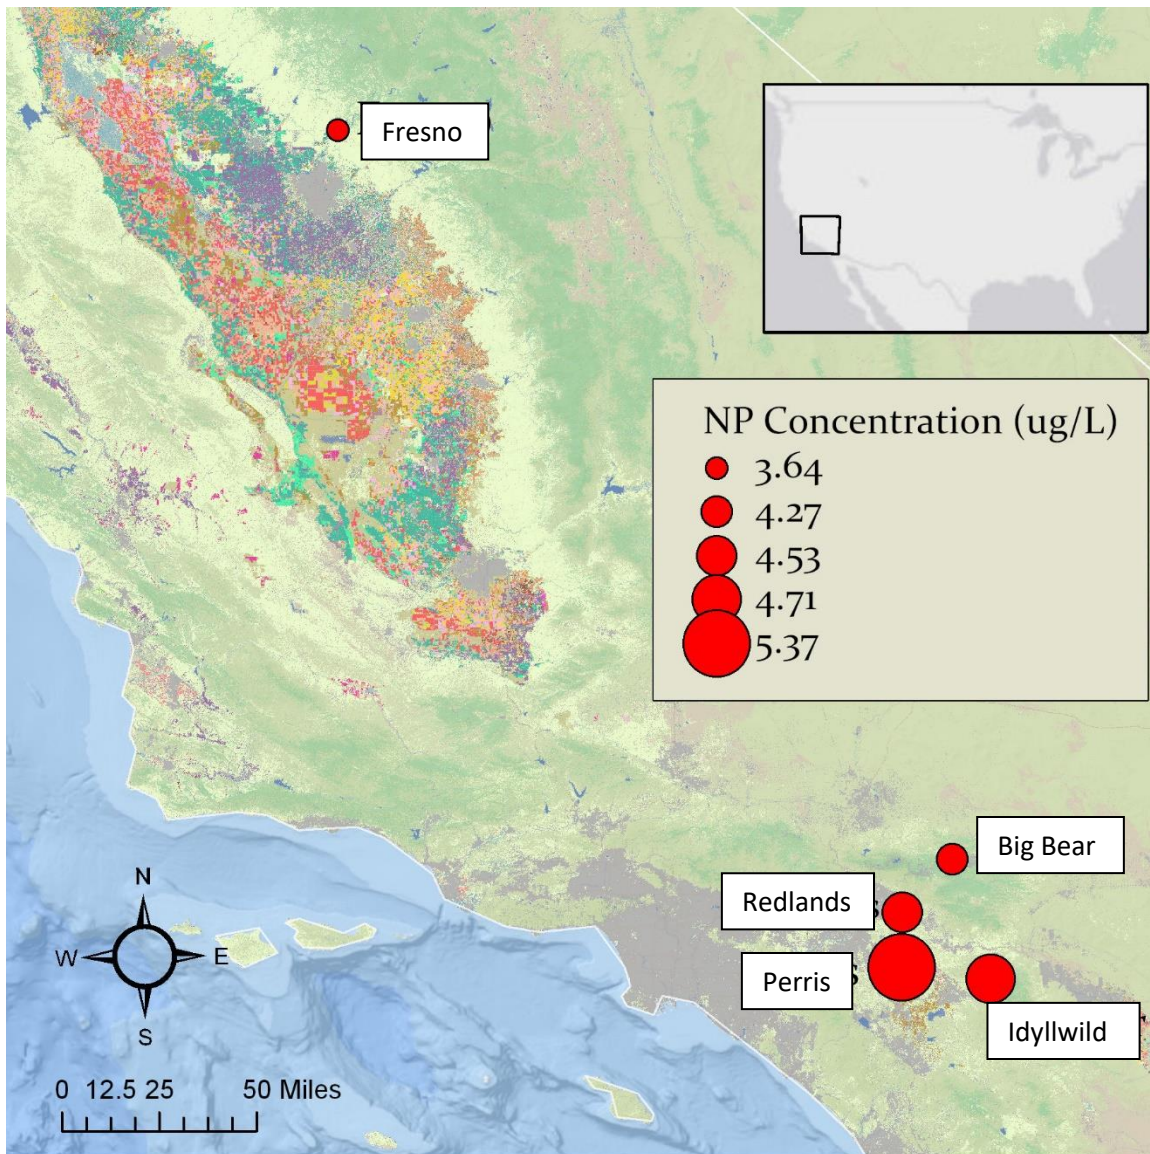 Fresno
NP Concentration (ug/L)
3.64
4.27
4.53
4.71
5.37
Big Bear
Redlands
s
Perris
s
Idyllwild
N
W
E
S
0 12.5 25 50 Miles